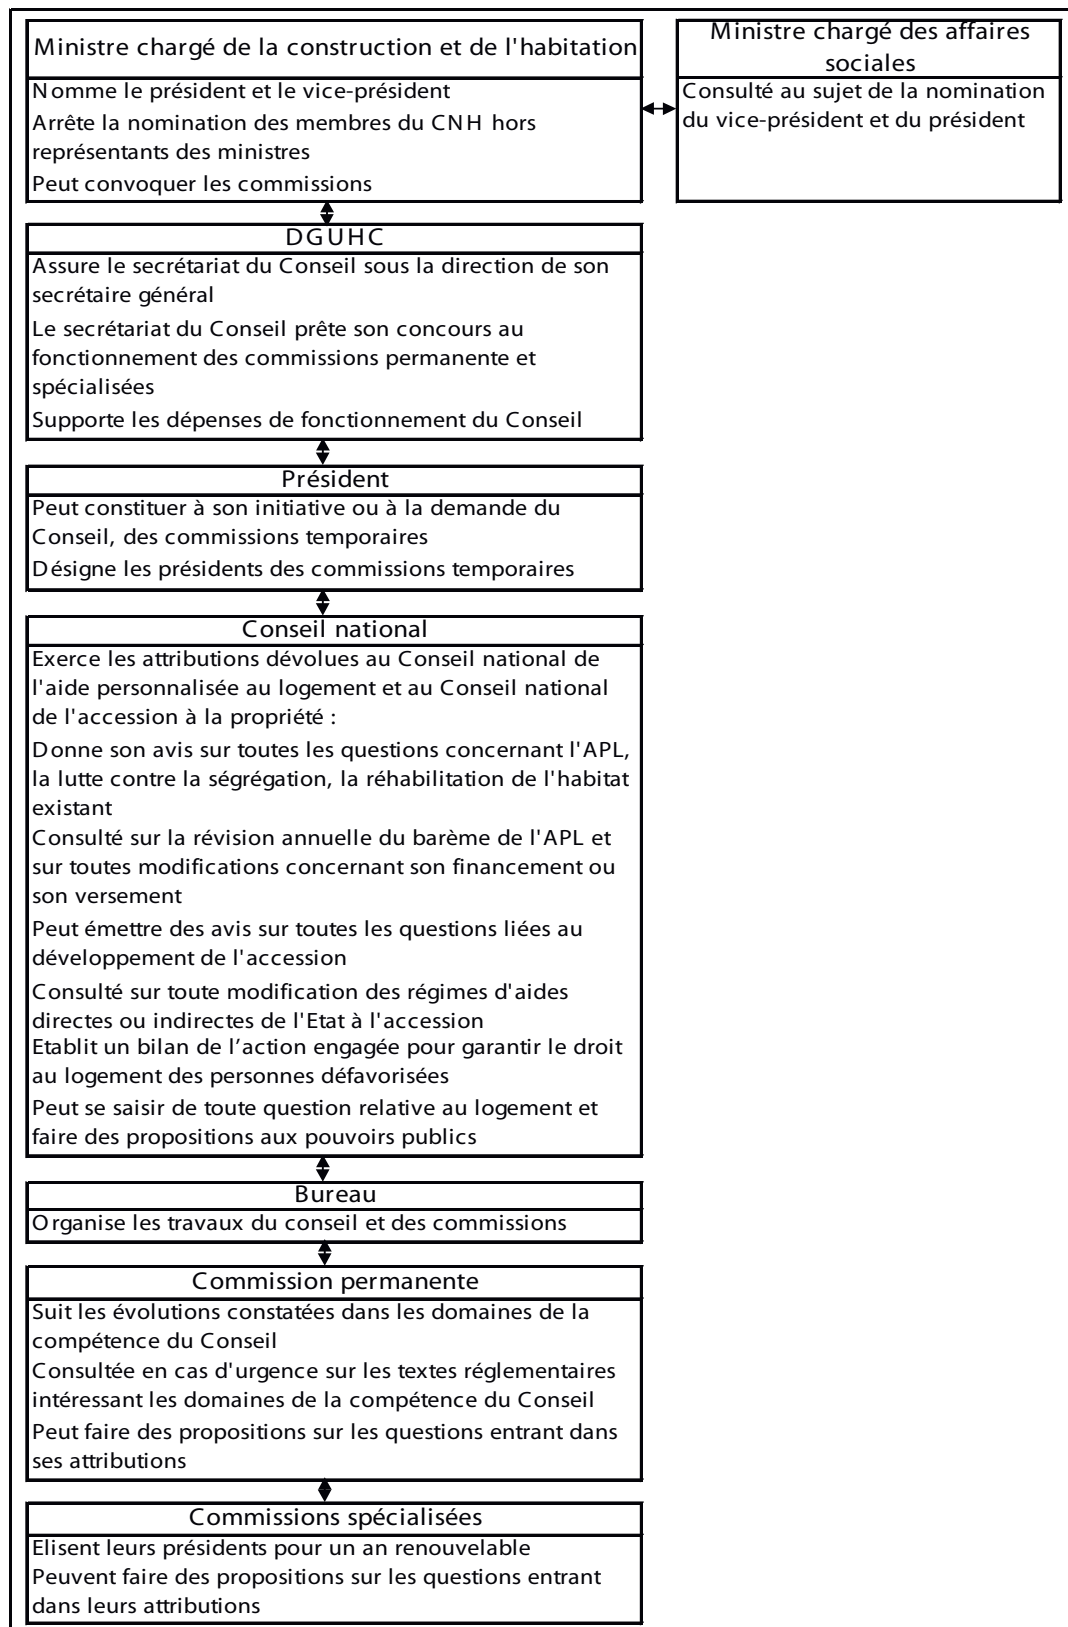 Ministre chargé de la construction et de l'habitation
Nomme le président et le vice-président
Arrête la nomination des membres du CNH hors
représentants des ministres
Peut convoquer les commissions
Ministre chargé des affaires
sociales
Consulté au sujet de la nomination
du vice-président et du président
DGUHC
Assure le secrétariat du Conseil sous la direction de son
secrétaire général
Le secrétariat du Conseil prête son concours au
fonctionnement des commissions permanente et
spécialisées
Supporte les dépenses de fonctionnement du Conseil
Président
Peut constituer à son initiative ou à la demande du
Conseil, des commissions temporaires
Désigne les présidents des commissions temporaires
Conseil national
Exerce les attributions dévolues au Conseil national de
l'aide personnalisée au logement et au Conseil national
de l'accession à la propriété :
Donne son avis sur toutes les questions concernant l'APL,
la lutte contre la ségrégation, la réhabilitation de l'habitat
existant
Consulté sur la révision annuelle du barème de l'APL et
sur toutes modifications concernant son financement ou
son versement
Peut émettre des avis sur toutes les questions liées au
développement de l'accession
Consulté sur toute modification des régimes d'aides
directes ou indirectes de l'Etat à l'accession
Etablit un bilan de l’action engagée pour garantir le droit
au logement des personnes défavorisées
Peut se saisir de toute question relative au logement et
faire des propositions aux pouvoirs publics
Bureau
Organise les travaux du conseil et des commissions
Commission permanente
Suit les évolutions constatées dans les domaines de la
compétence du Conseil
Consultée en cas d'urgence sur les textes réglementaires
intéressant les domaines de la compétence du Conseil
Peut faire des propositions sur les questions entrant dans
ses attributions
Commissions spécialisées
Elisent leurs présidents pour un an renouvelable
Peuvent faire des propositions sur les questions entrant
dans leurs attributions